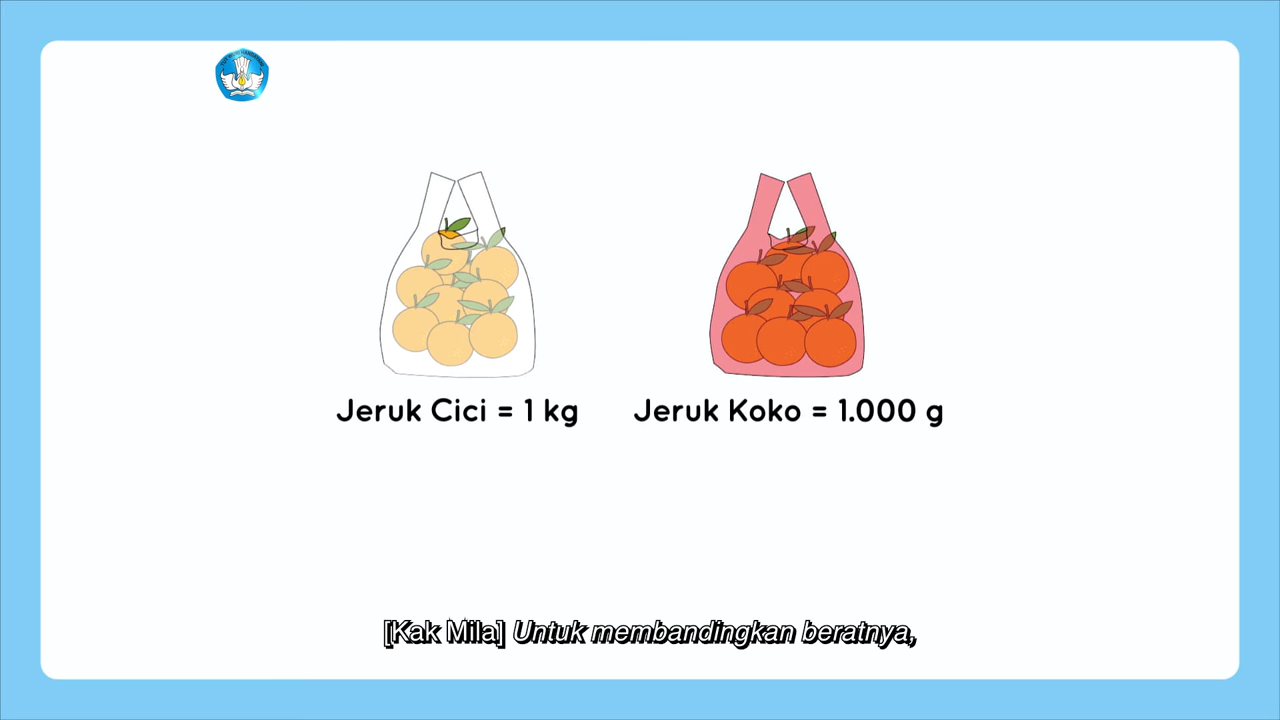 Jeruk Cici = 1 kg
Jeruk Koko = 1.000 g
[Kak Mila] Untuk membandingkan beratnya,